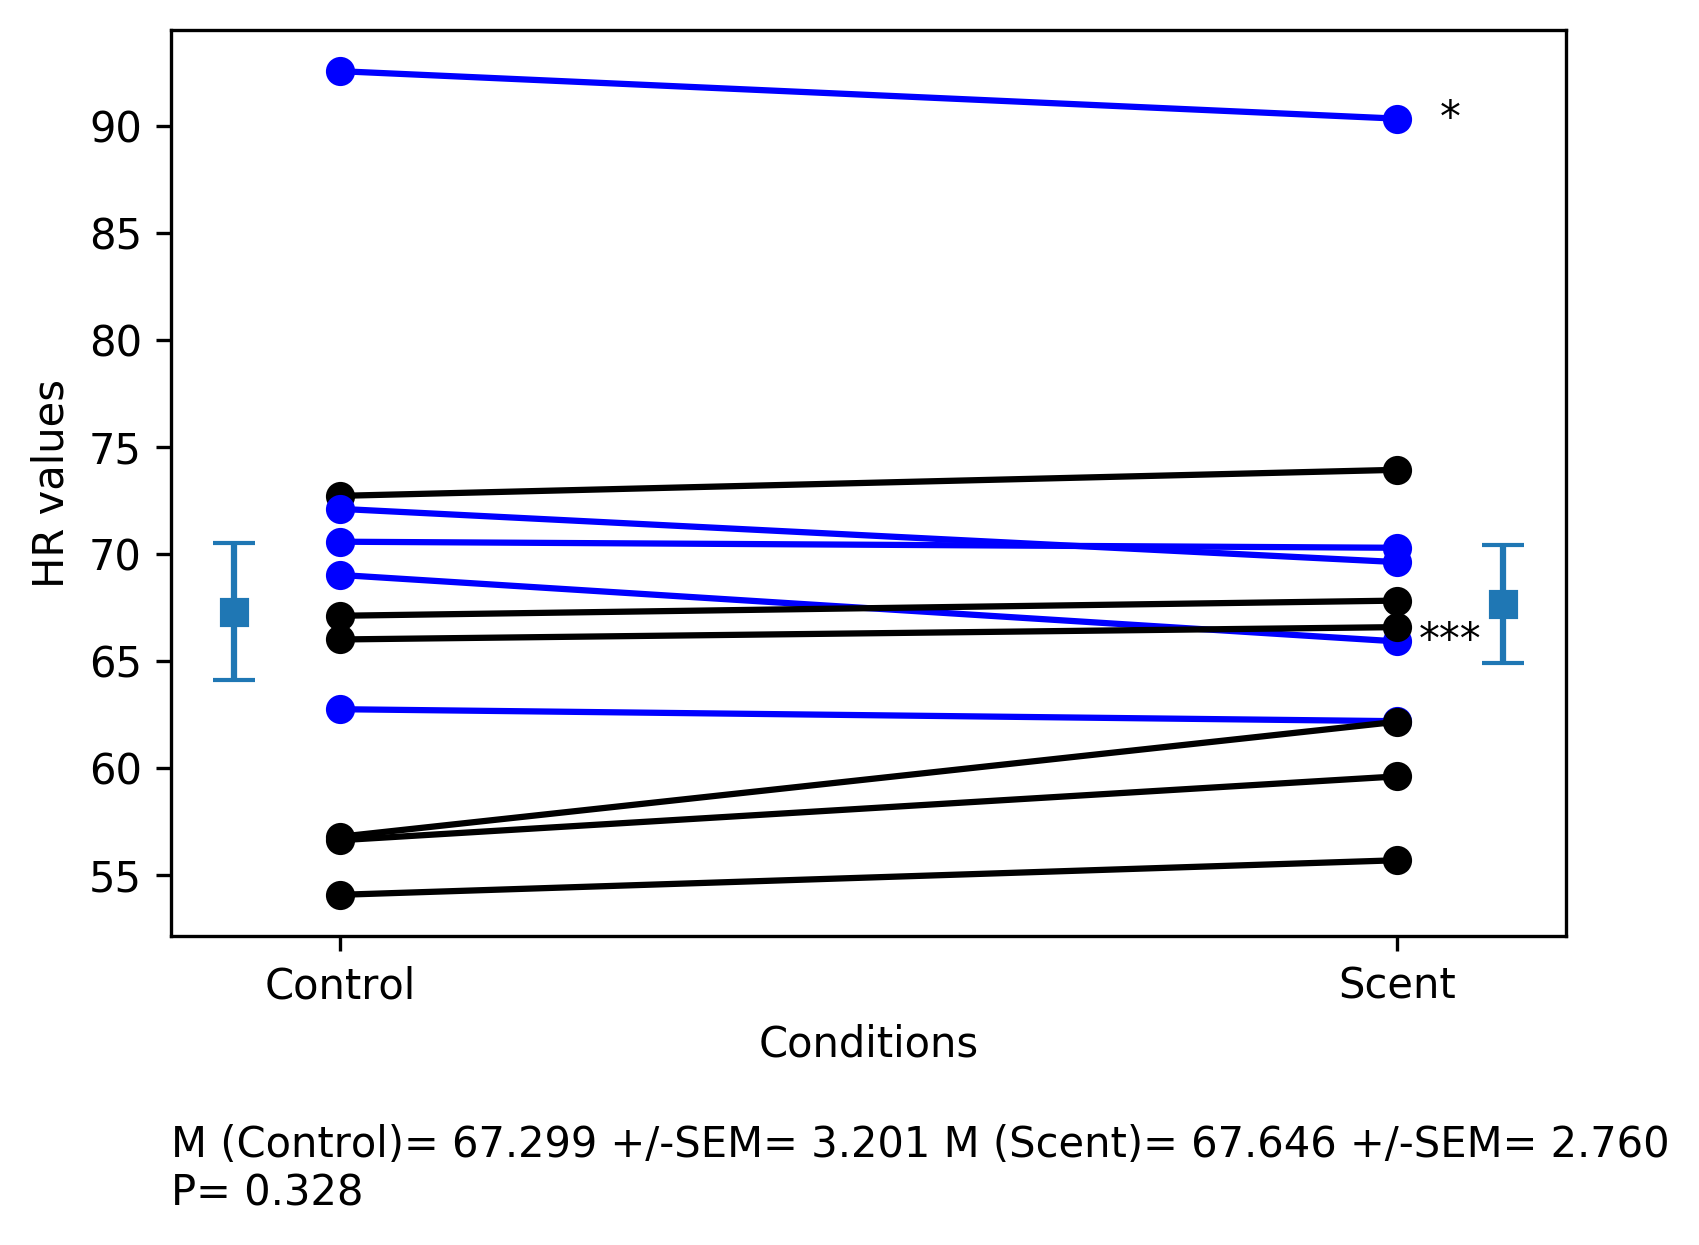 90
85
80
75
70
65
60
55
HR values
*
***
Control
Scent
Conditions
M (Control)= 67.299 +/-SEM= 3.201 M (Scent)= 67.646 +/-SEM= 2.760
P= 0.328